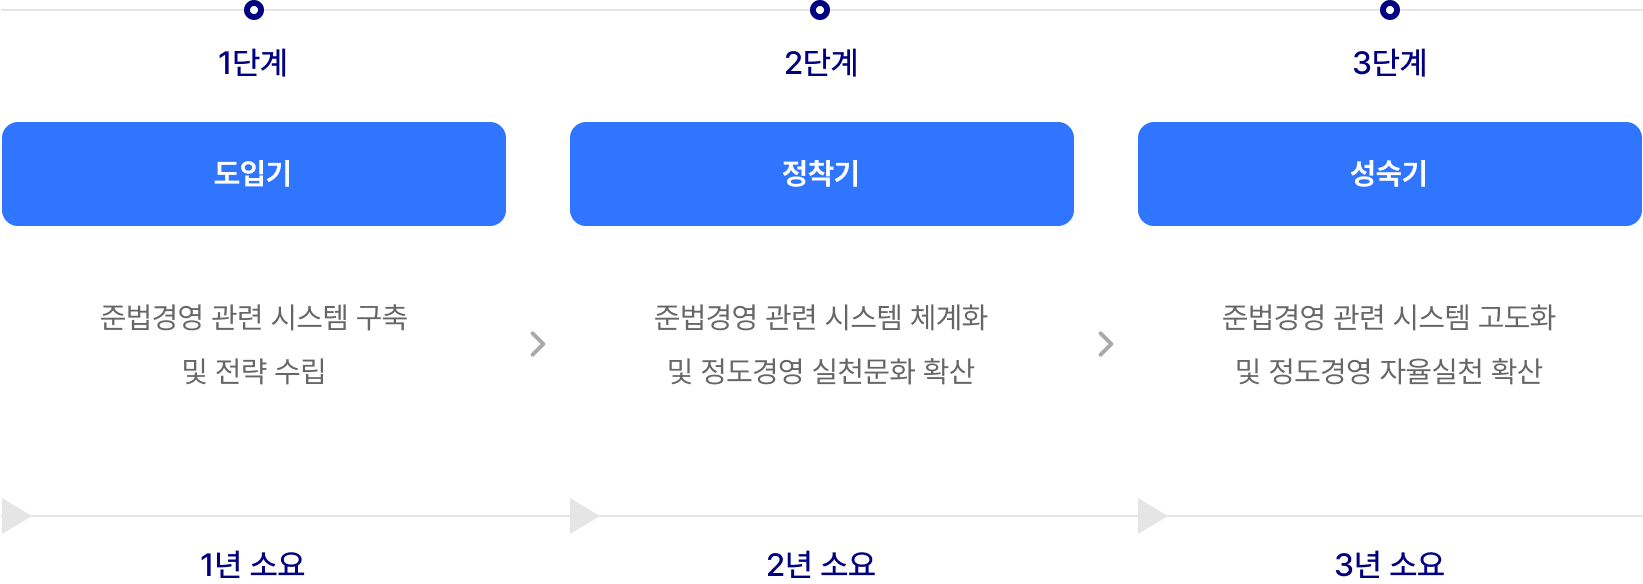 1단계
2단계
3단계
도입기
정착기
성숙기
준법경영 관련 시스템 구축
및 전략 수립
준법경영 관련 시스템 체계화
및 정도경영 실천문화 확산
준법경영 관련 시스템 고도화
및 정도경영 자율실천 확산
1년 소요
2년 소요
3년 소요